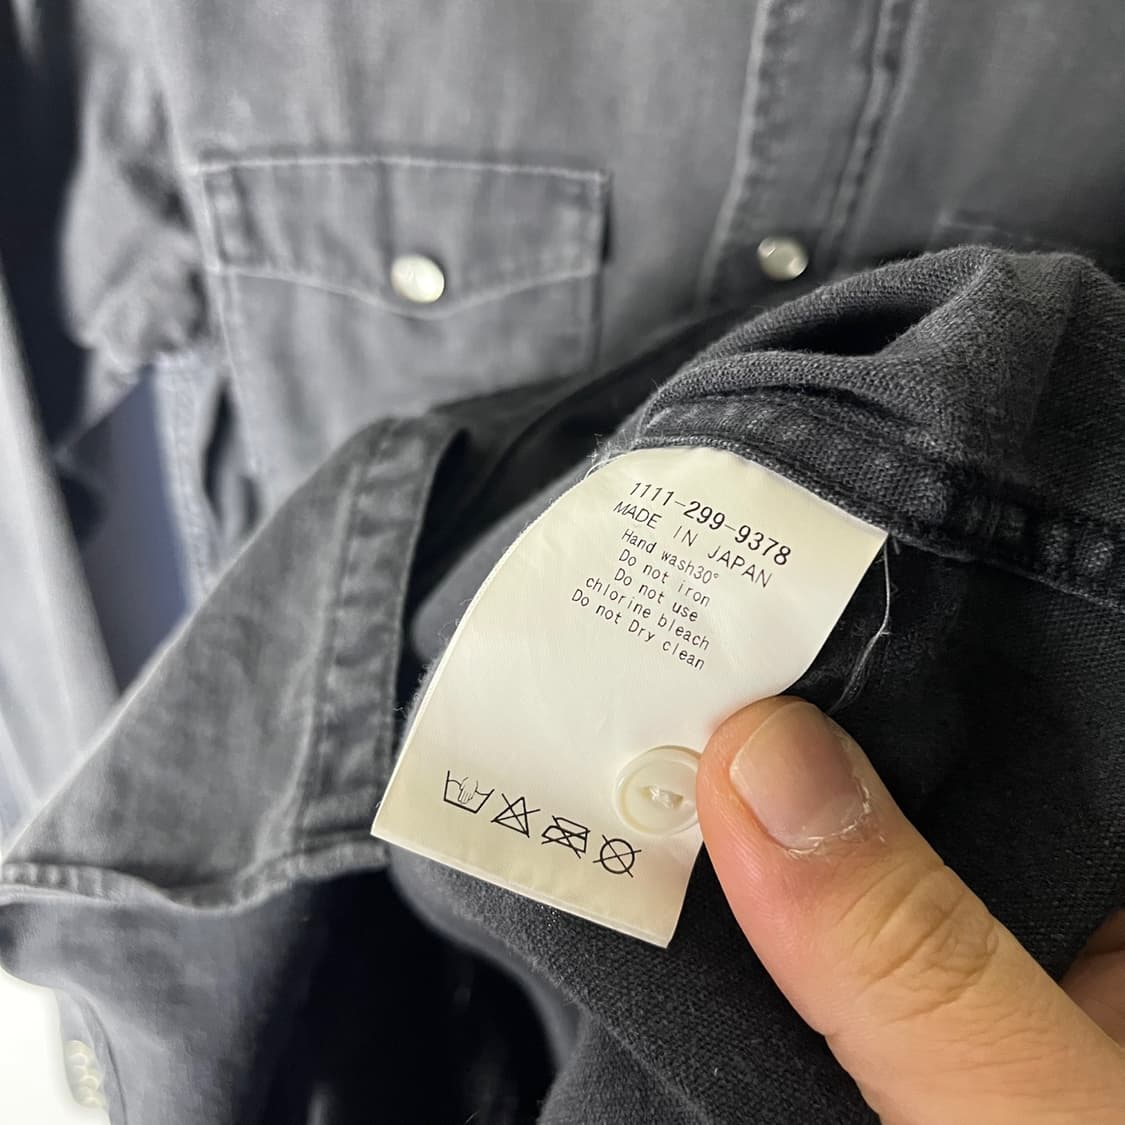 1111-299-9378
MADE IN JAPAN
Hand wash30°
Do not iron
Do not use
chlorine bleach
Do not Dry clean